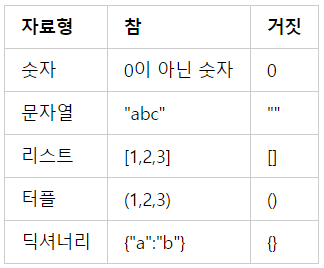 자료형 참 거짓
숫자 0이 아닌 숫자 0
문자열 "abc" ""
리스트 [1,2,3] []
터플 (1,2,3) ()
딕셔너리 {"a":"b"} {}